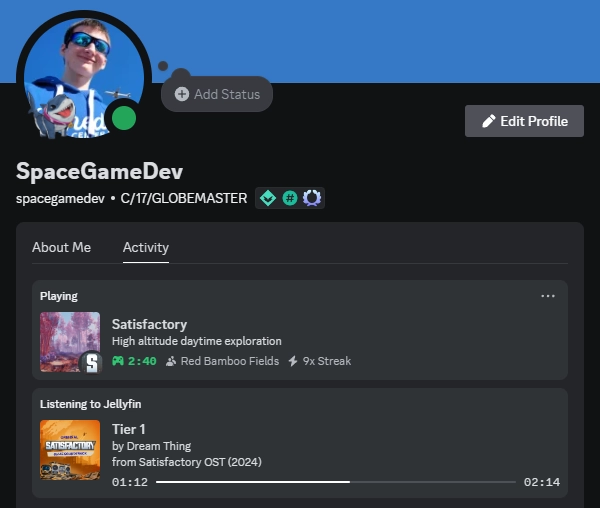 Add Status
Edit Profile
SpaceGameDev
spacegamedev • C/17/GLOBEMASTER #
About Me Activity
Playing
Satisfactory
High altitude daytime exploration
2:40 Red Bamboo Fields 9x Streak
Listening to Jellyfin
SATISFACTORY
Tier 1
by Dream Thing
from Satisfactory OST (2024)
01:12 02:14